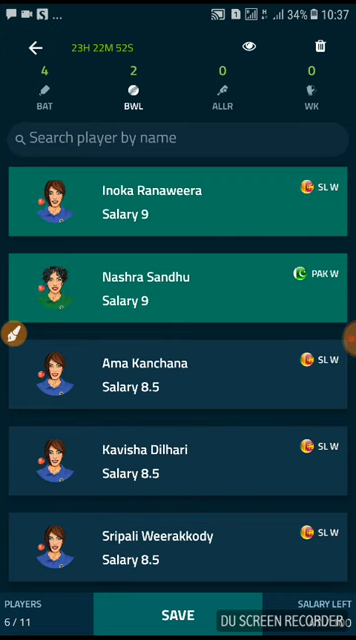 S ... 1 34% 10:37
23H 22M 52S
4 2 0 0
BAT BWL ALLR WK
Search player by name
Inoka Ranaweera SL W
Salary 9
Nashra Sandhu PAK W
Salary 9
Ama Kanchana SL W
Salary 8.5
Kavisha Dilhari SL W
Salary 8.5
Sripali Weerakkody SL W
Salary 8.5
PLAYERS SALARY LEFT
6 / 11 SAVE
DU SCREEN RECORDER